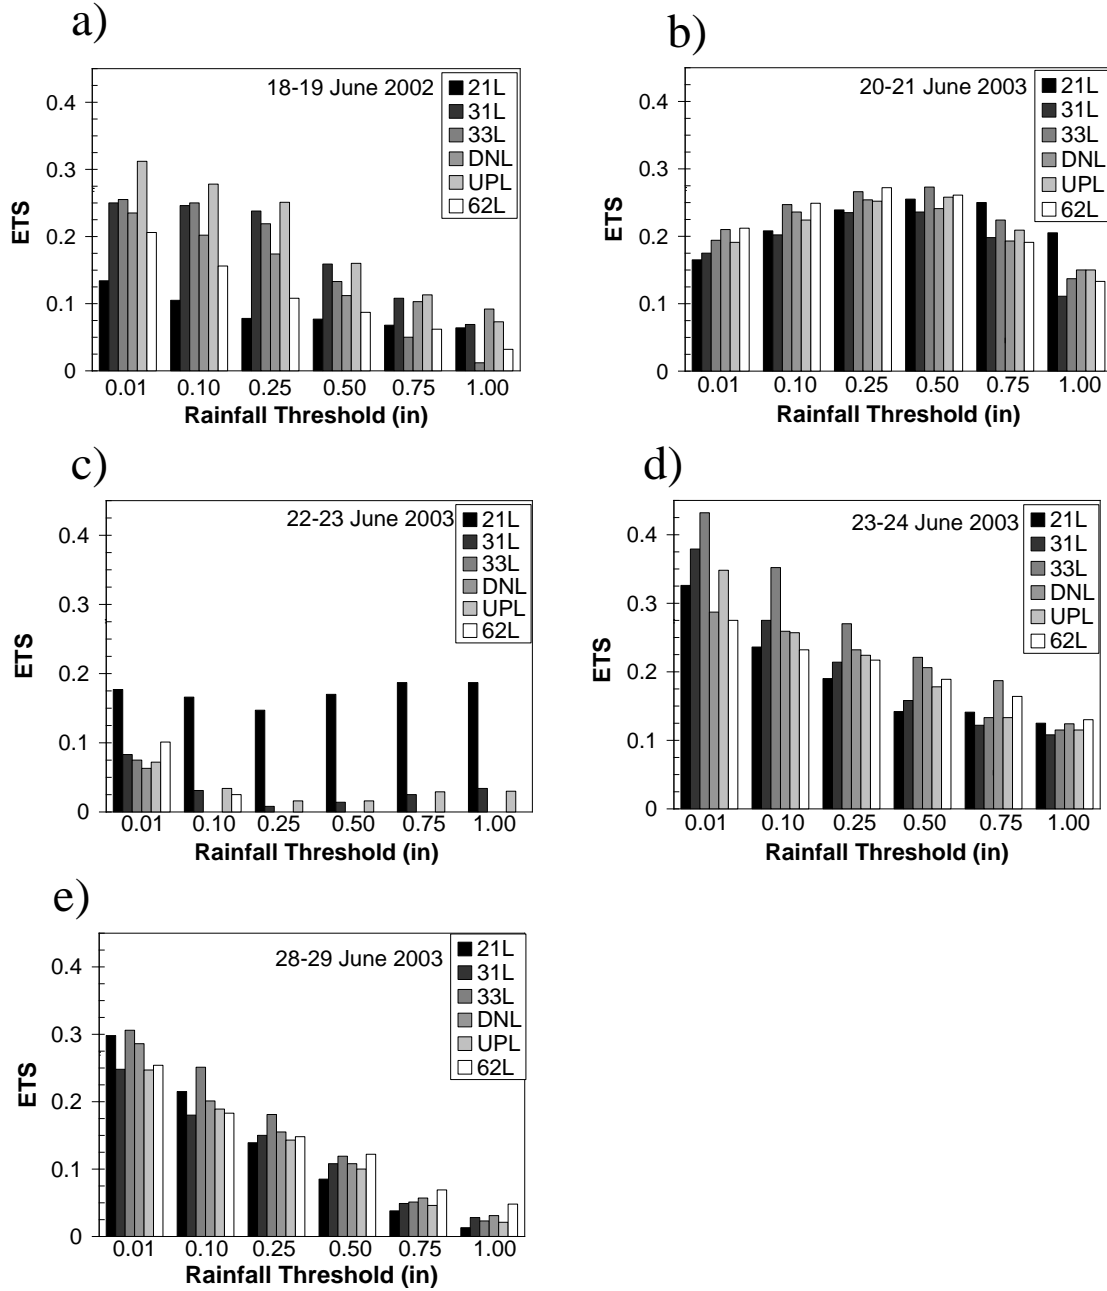 a)
18-19 June 2002
21L
31L
33L
DNL
UPL
62L
0.4
0.3
0.2
0.1
0
ETS
0.01 0.10 0.25 0.50 0.75 1.00
Rainfall Threshold (in)
b)
20-21 June 2003
21L
31L
33L
DNL
UPL
62L
0.4
0.3
0.2
0.1
0
ETS
0.01 0.10 0.25 0.50 0.75 1.00
Rainfall Threshold (in)
c)
22-23 June 2003
21L
31L
33L
DNL
UPL
62L
0.4
0.3
0.2
0.1
0
ETS
0.01 0.10 0.25 0.50 0.75 1.00
Rainfall Threshold (in)
d)
23-24 June 2003
21L
31L
33L
DNL
UPL
62L
0.4
0.3
0.2
0.1
0
ETS
0.01 0.10 0.25 0.50 0.75 1.00
Rainfall Threshold (in)
e)
28-29 June 2003
21L
31L
33L
DNL
UPL
62L
0.4
0.3
0.2
0.1
0
ETS
0.01 0.10 0.25 0.50 0.75 1.00
Rainfall Threshold (in)